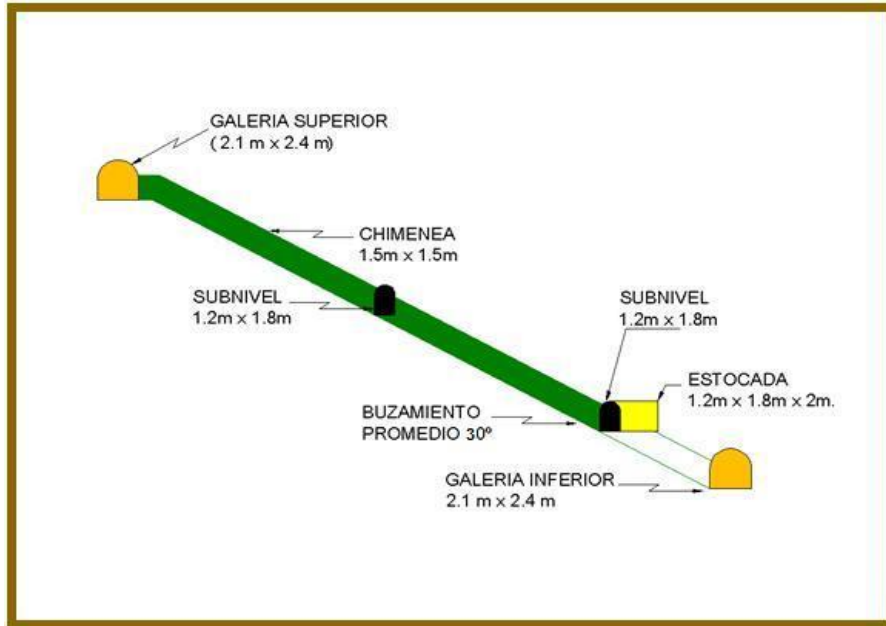 GALERIA SUPERIOR
( 2.1 m x 2.4 m)
CHIMENEA
1.5m x 1.5m
SUBNIVEL
1.2m x 1.8m
SUBNIVEL
1.2m x 1.8m
ESTOCADA
1.2m x 1.8m x 2m.
BUZAMIENTO
PROMEDIO 30º
GALERIA INFERIOR
2.1 m x 2.4 m